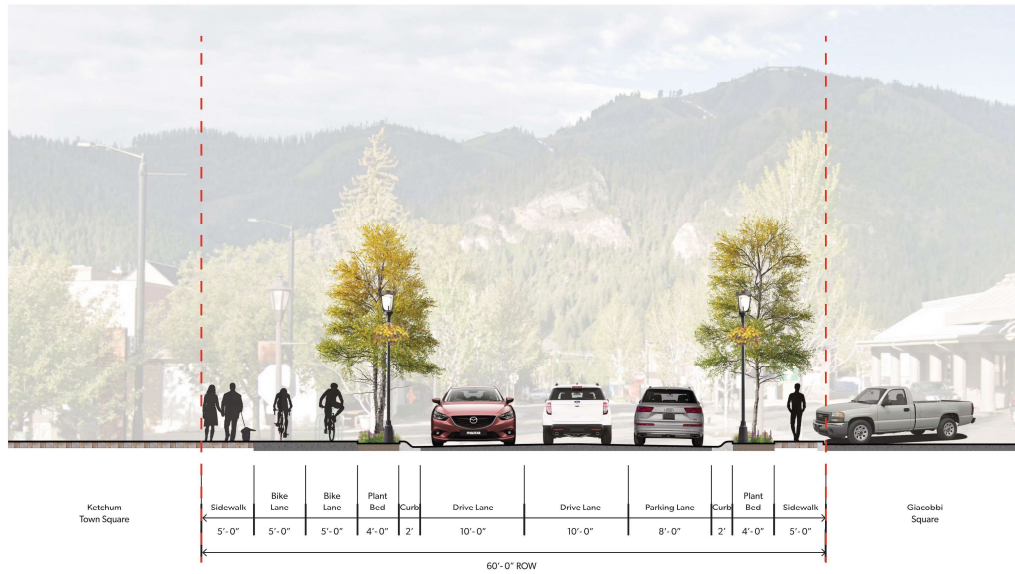 Ketchum
Town Square
Sidewalk
Bike
Lane
Bike
Lane
Plant
Bed
Curb
Drive Lane
Drive Lane
Parking Lane
Curb
Plant
Bed
Sidewalk
Giacobbi
Square
5'-0"
5'-0"
5'-0"
4'-0"
2'
10'-0"
10'-0"
8'-0"
2'
4'-0"
5'-0"
60'-0" ROW